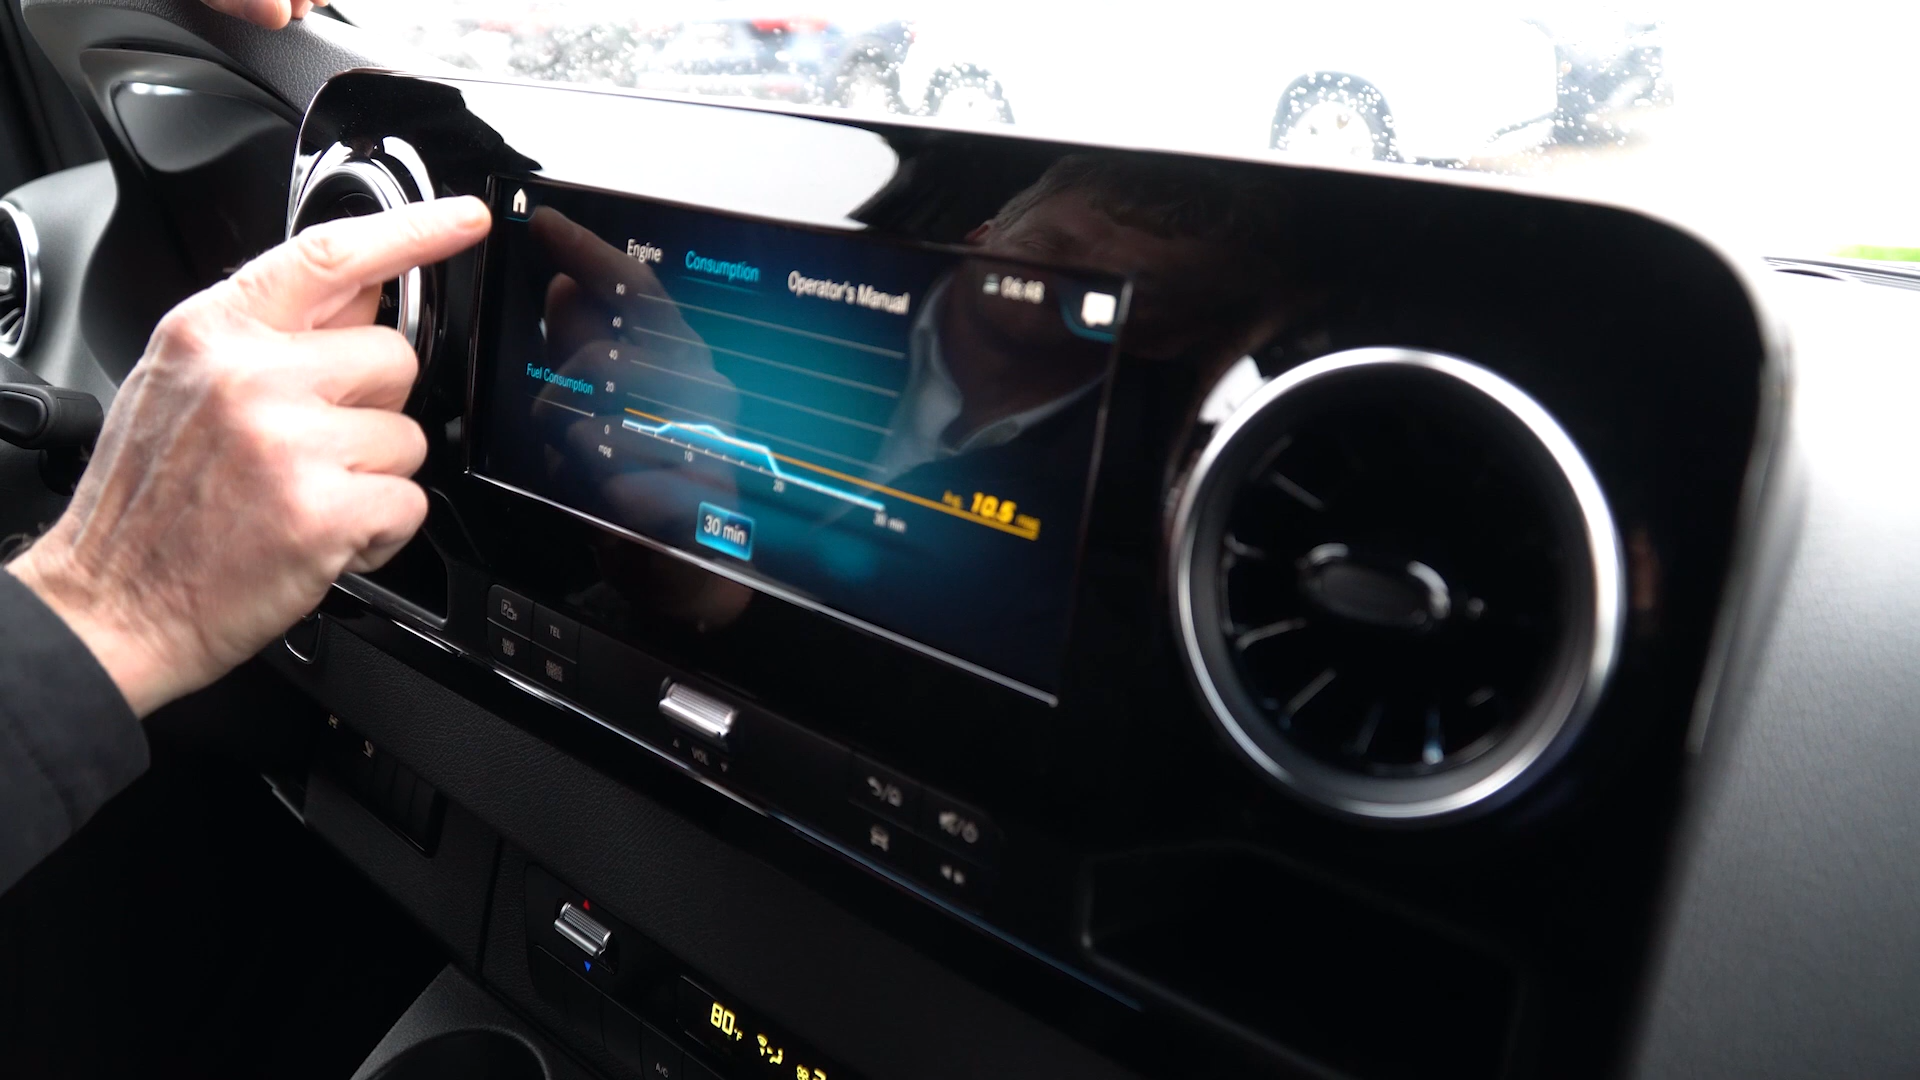 Engine Consumption Operator's Manual
80
60
40
Fuel Consumption 20
0
mpg
10
20
30 min
Avg. 10.5
30 min
TEL
VOL
80°F
A/C